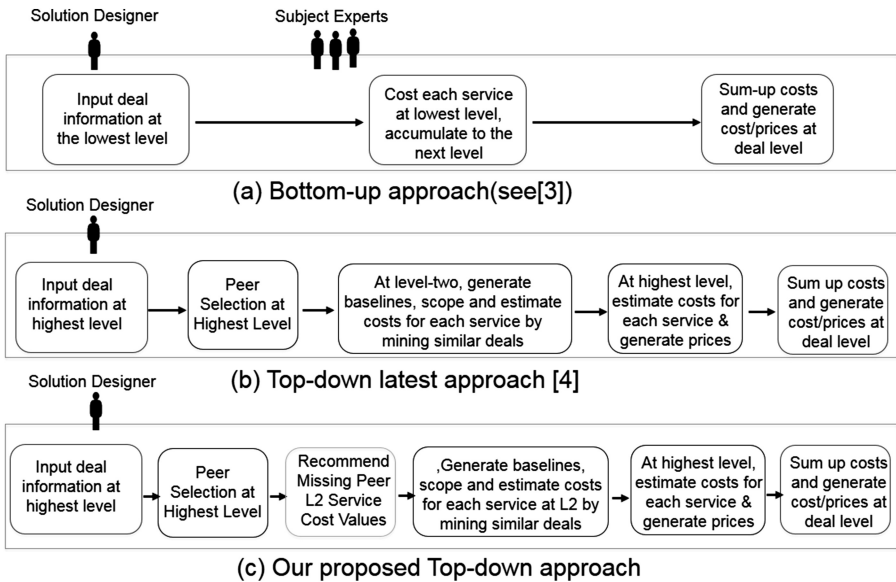 Solution Designer
Subject Experts
Input deal
information at
the lowest level
Cost each service
at lowest level,
accumulate to the
next level
Sum-up costs
and generate
cost/prices at
deal level
(a) Bottom-up approach(see[3])
Solution Designer
Input deal
information at
highest level
Peer
Selection at
Highest Level
At level-two, generate
baselines, scope and estimate
costs for each service by
mining similar deals
At highest level,
estimate costs for
each service &
generate prices
Sum up costs
and generate
cost/prices at
deal level
(b) Top-down latest approach [4]
Solution Designer
Input deal
information at
highest level
Peer
Selection at
Highest Level
Recommend
Missing Peer
L2 Service
Cost Values
,Generate baselines,
scope and estimate costs
for each service at L2 by
mining similar deals
At highest level,
estimate costs for
each service &
generate prices
Sum up costs
and generate
cost/prices at
deal level
(c) Our proposed Top-down approach